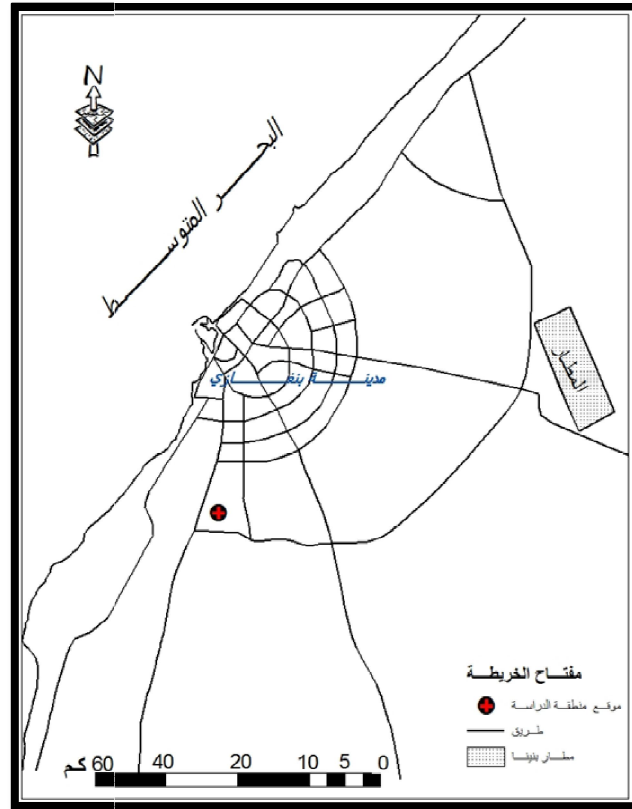 N
البحر المتوسط
المطار
مدينة بنغازي
مفتاح الخريطة
موقع منطقة الدراسة
طريق
مطار بنينا
كم 60 40 20 10 5 0